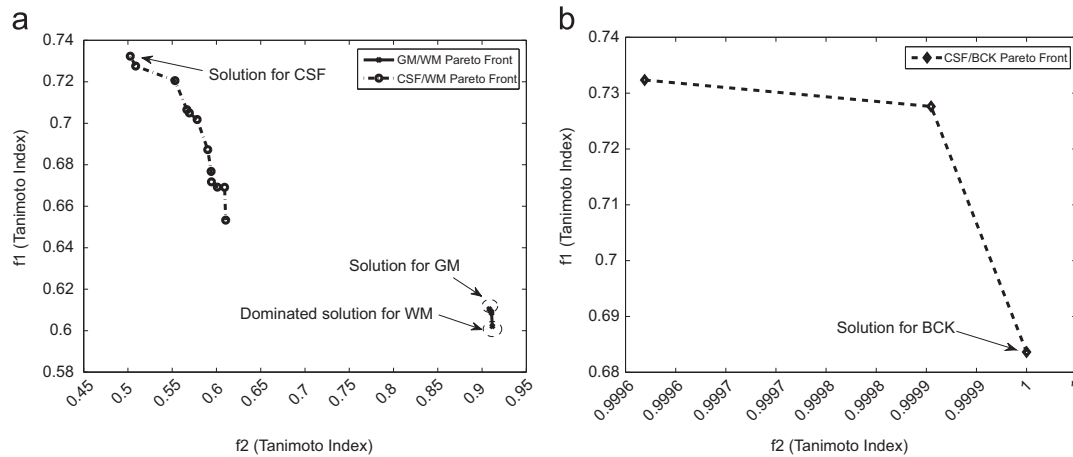 a
0.74
0.72
0.7
0.68
0.66
0.64
0.62
0.6
0.58
f1 (Tanimoto Index)
Solution for CSF
GM/WM Pareto Front
CSF/WM Pareto Front
Solution for GM
Dominated solution for WM
0.45
0.5
0.55
0.6
0.65
0.7
0.75
0.8
0.85
0.9
0.95
f2 (Tanimoto Index)
b
0.74
0.73
0.72
0.7
0.69
0.68
f1 (Tanimoto Index)
CSF/BCK Pareto Front
Solution for BCK
0.9996
0.9996
0.9997
0.9997
0.9998
0.9998
0.9999
0.9999
1
f2 (Tanimoto Index)